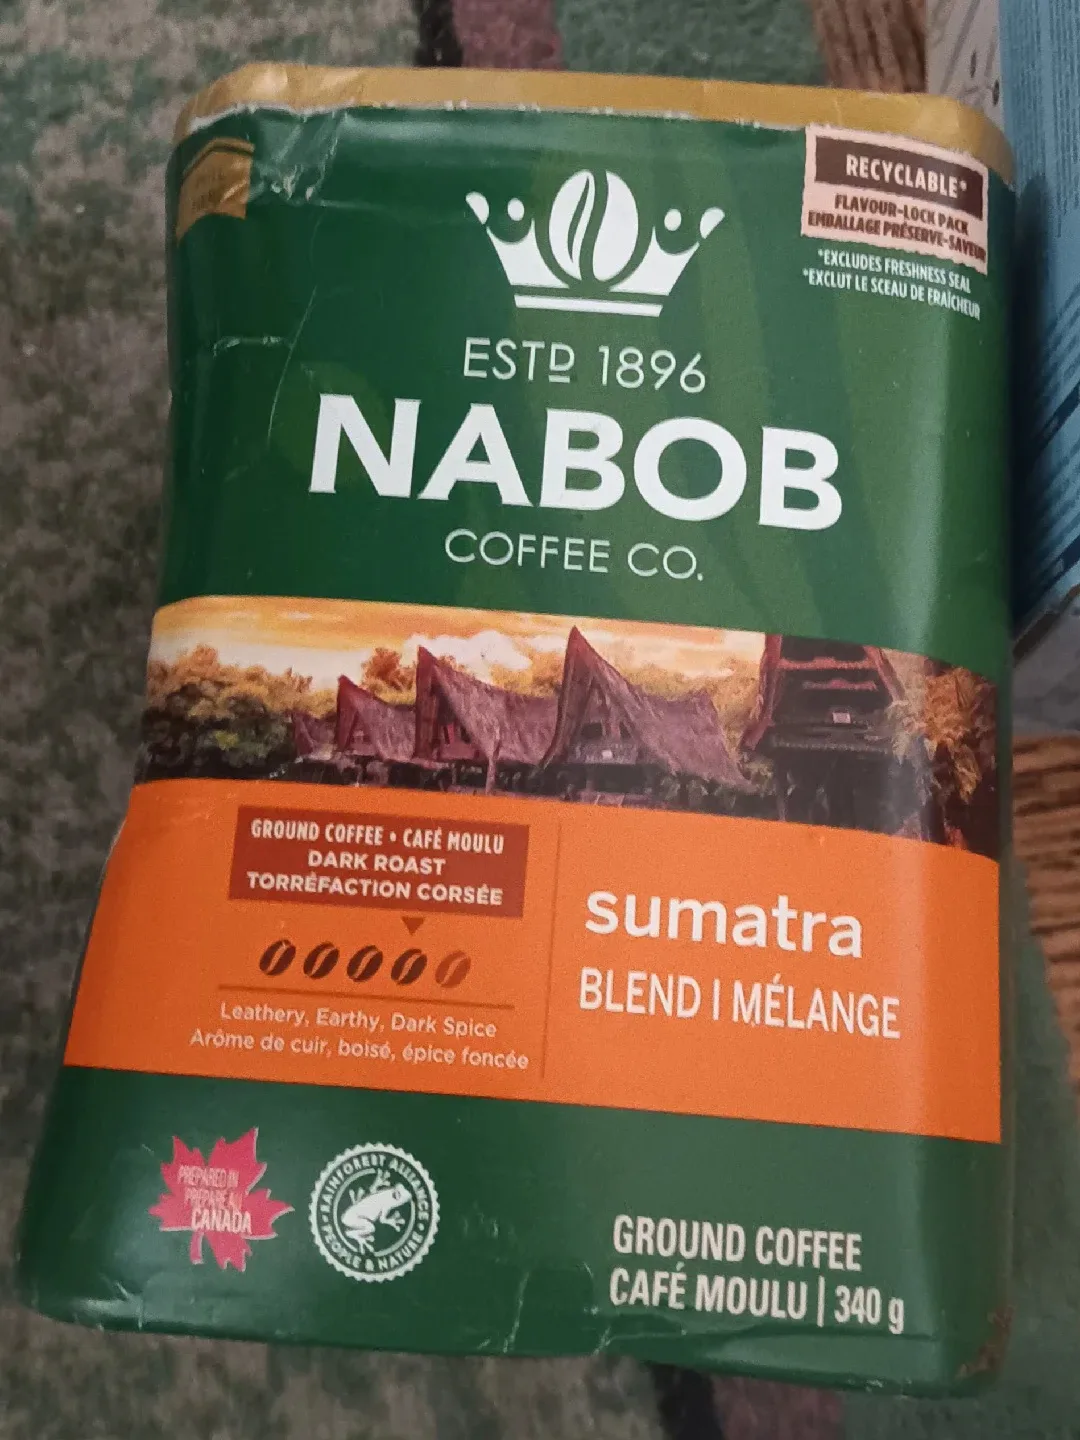 RECYCLABLE*
FLAVOUR-LOCK PACK
EMBALLAGE PRÉSERVE-SAVEUR
*EXCLUDES FRESHNESS SEAL
*EXCLUT LE SCEAU DE FRAÎCHEUR
ESTD 1896
NABOB
COFFEE CO.
GROUND COFFEE • CAFÉ MOULU
DARK ROAST
TORRÉFACTION CORSÉE
Leathery, Earthy, Dark Spice
Arôme de cuir, boisé, épice foncée
sumatra
BLEND | MÉLANGE
PREPARED IN
PRÉPARÉ AU
CANADA
RAINFOREST ALLIANCE
PEOPLE & NATURE
GROUND COFFEE
CAFÉ MOULU | 340 g